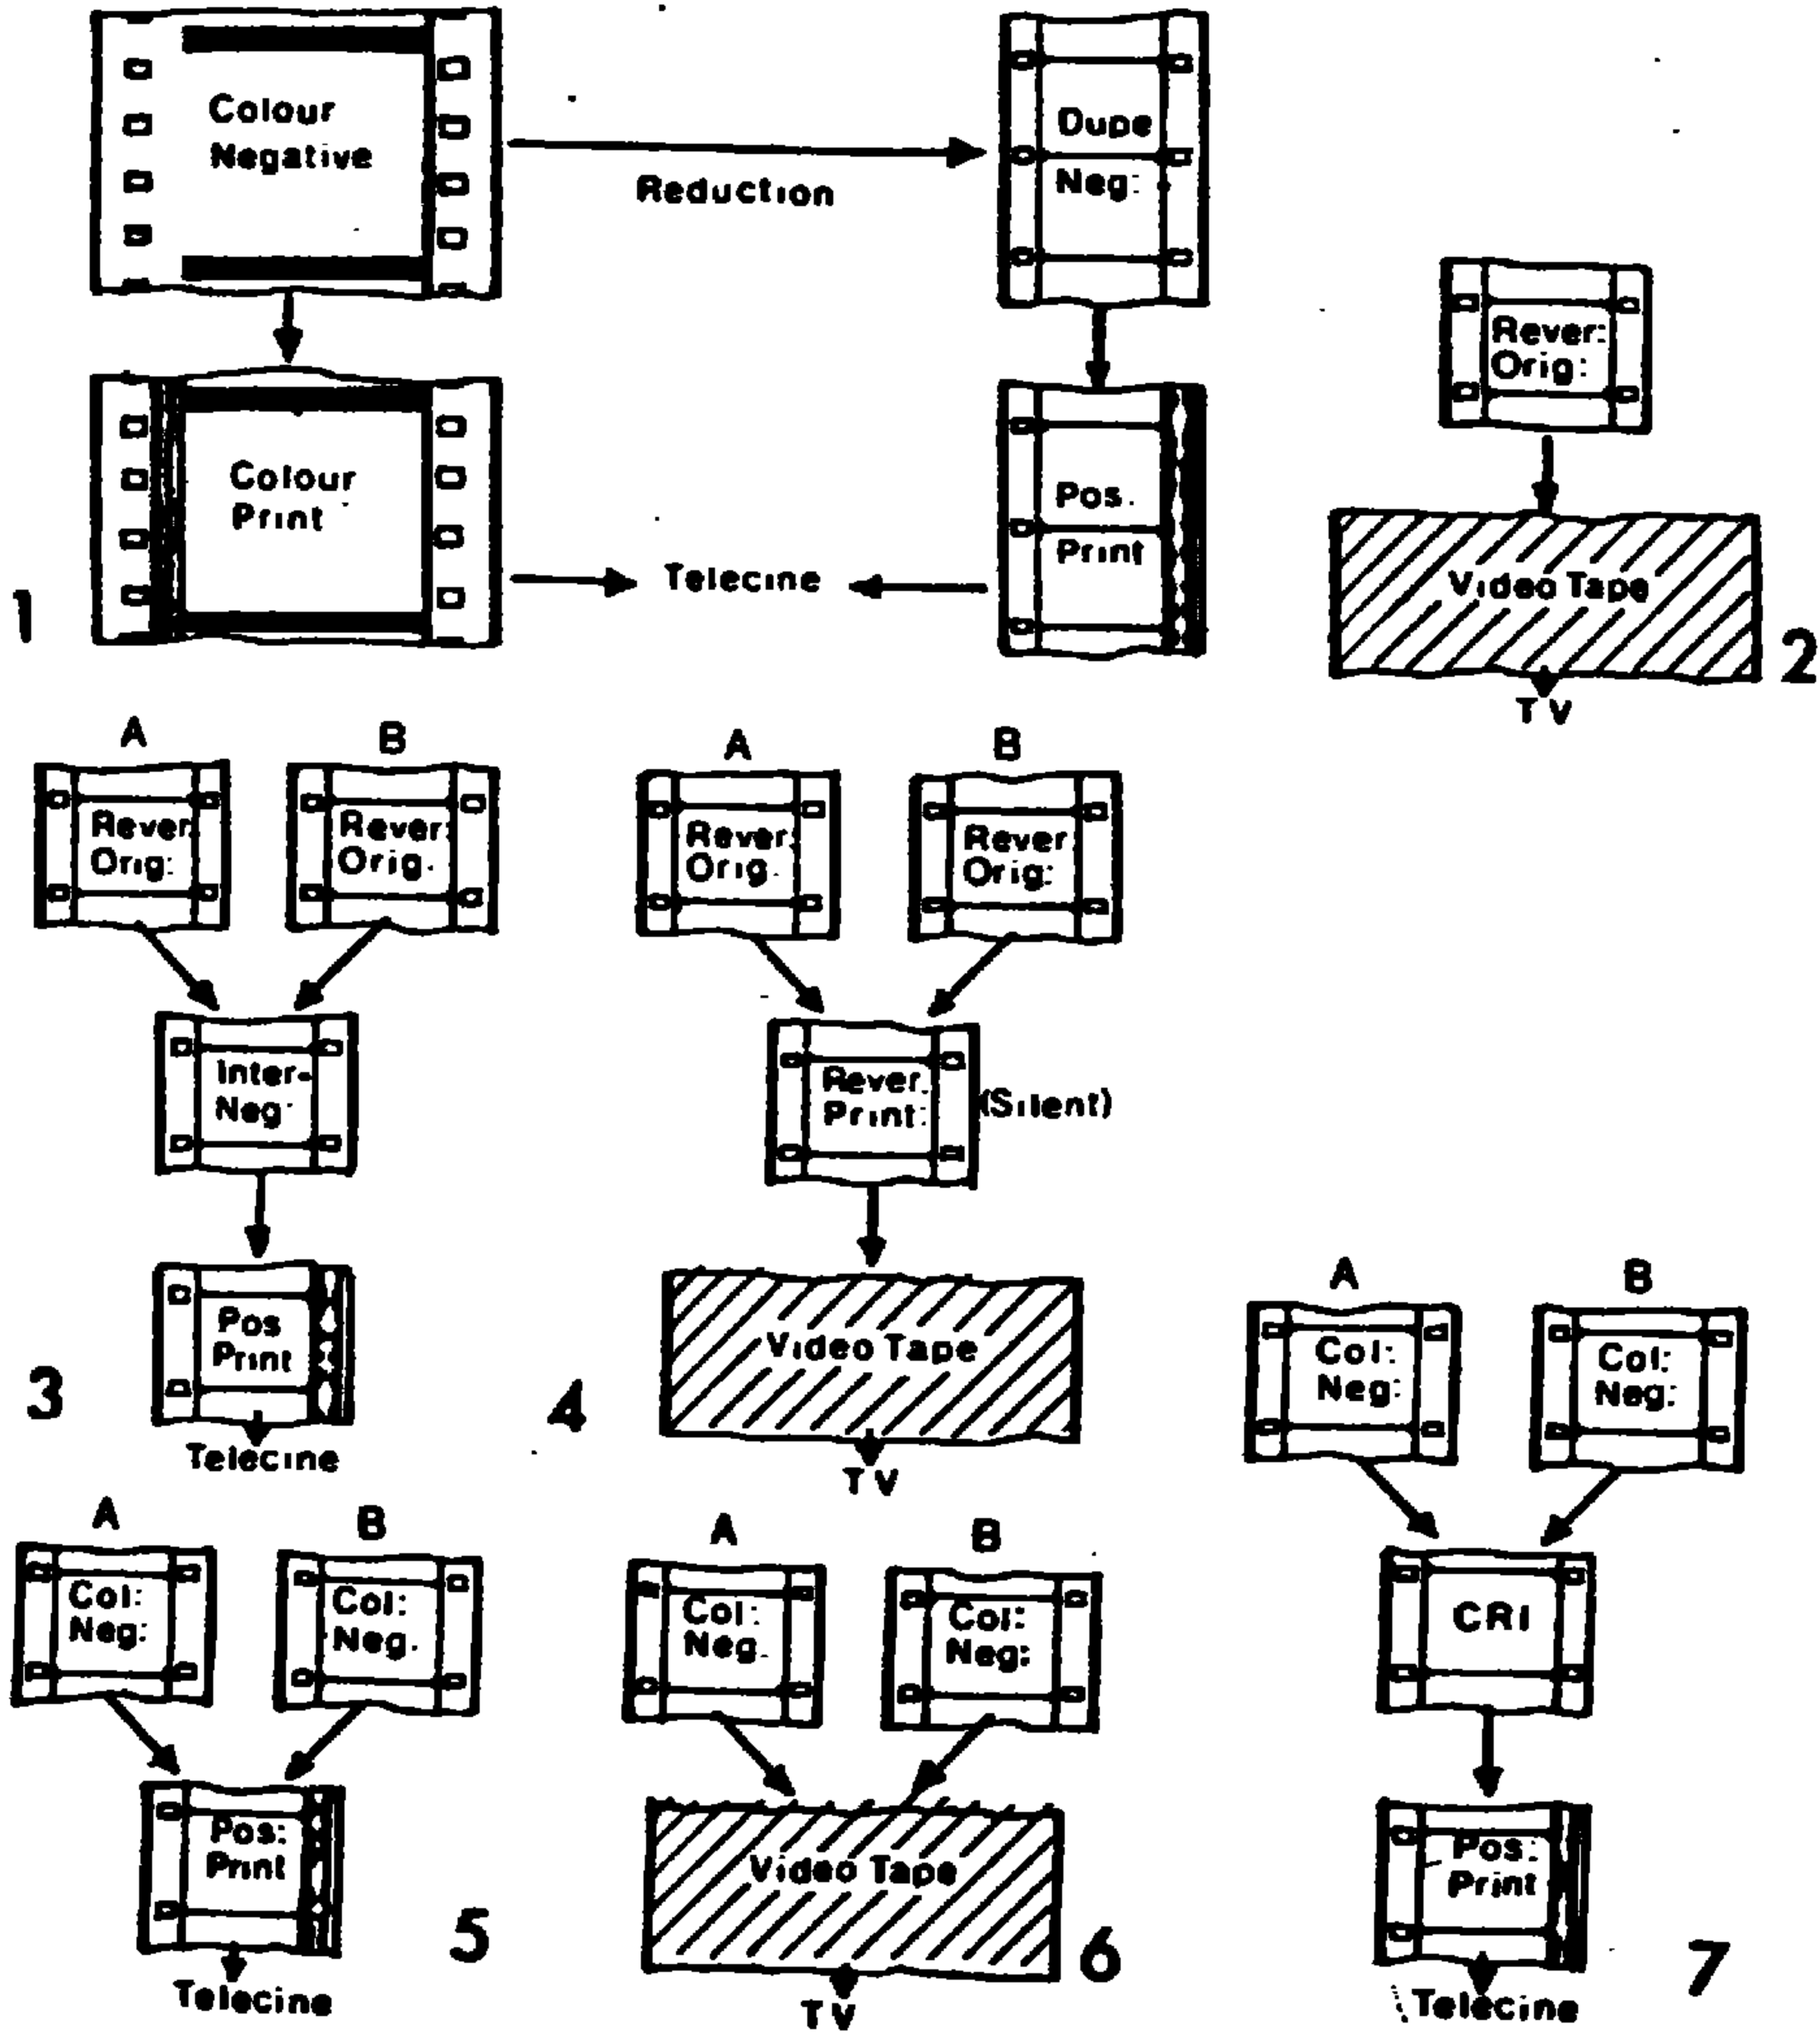 Colour
Negative
Reduction
Dupe
Neg:
Colour
Print
Telecine
Pos.
Print
1
Rever:
Orig:
Video Tape
TV
2
A
B
Rever.
Orig:
Rever:
Orig.
Inter-
Neg:
Pos
Print
3
Telecine
A
B
Rever.
Orig.
Rever
Orig:
Rever.
Print:
(Silent)
Video Tape
4
TV
A
B
Col:
Neg:
Col:
Neg.
Pos:
Print
5
Telecine
A
B
Col:
Neg.
Col:
Neg:
Video Tape
6
TV
A
B
Col:
Neg:
Col:
Neg:
CRI
Pos:
Print
7
Telecine